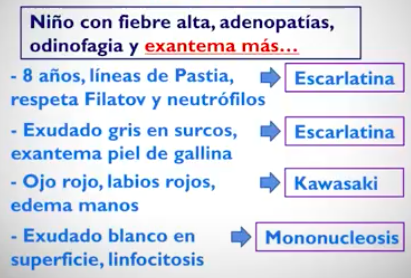 Niño con fiebre alta, adenopatías,
odinofagia y exantema más...
- 8 años, líneas de Pastia,
respeta Filatov y neutrófilos
Escarlatina
- Exudado gris en surcos,
exantema piel de gallina
Escarlatina
- Ojo rojo, labios rojos,
edema manos
Kawasaki
- Exudado blanco en
superficie, linfocitosis
Mononucleosis